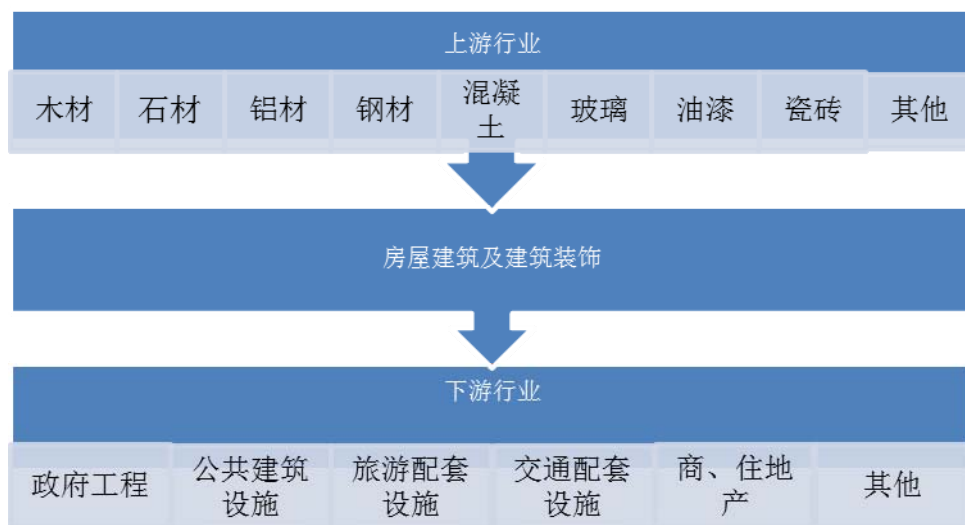 上游行业
木材 石材 铝材 钢材 混凝土 玻璃 油漆 瓷砖 其他
房屋建筑及建筑装饰
下游行业
政府工程 公共建筑设施 旅游配套设施 交通配套设施 商、住地产 其他